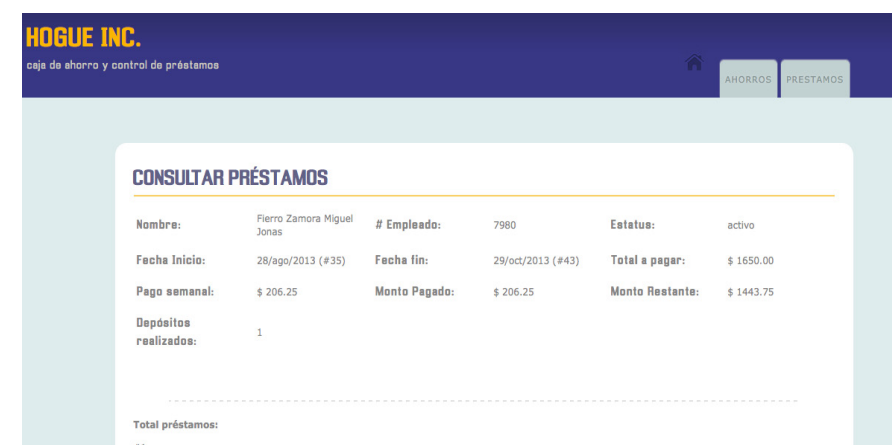 HOGUE INC.
caja de ahorro y control de préstamos
AHORROS PRESTAMOS
CONSULTAR PRÉSTAMOS
Nombre: Fierro Zamora Miguel Jonas # Empleado: 7980 Estatus: activo
Fecha Inicio: 28/ago/2013 (#35) Fecha fin: 29/oct/2013 (#43) Total a pagar: $ 1650.00
Pago semanal: $ 206.25 Monto Pagado: $ 206.25 Monto Restante: $ 1443.75
Depósitos realizados: 1
Total préstamos: